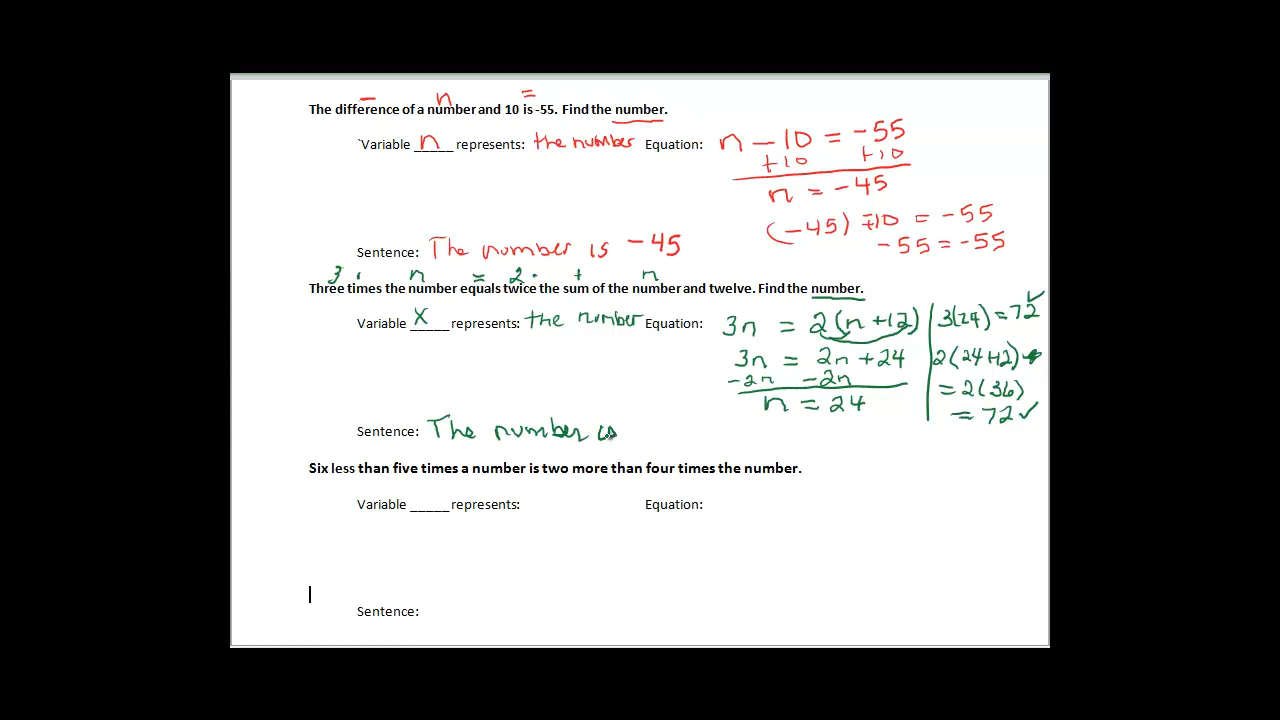 - n =
The difference of a number and 10 is -55. Find the number.
`Variable n represents: the number Equation: n - 10 = -55
+10 +10
n = -45
(-45) - 10 = -55
-55 = -55
Sentence: The number is -45
3 · n = 2 · + n
Three times the number equals twice the sum of the number and twelve. Find the number.
Variable x represents: the number Equation: 3n = 2(n+12) 3(24) = 72 ✓
3n = 2n + 24 2(24+12)
-2n -2n = 2(36)
n = 24 = 72 ✓
Sentence: The number is
Six less than five times a number is two more than four times the number.
Variable _____ represents: Equation:
Sentence: